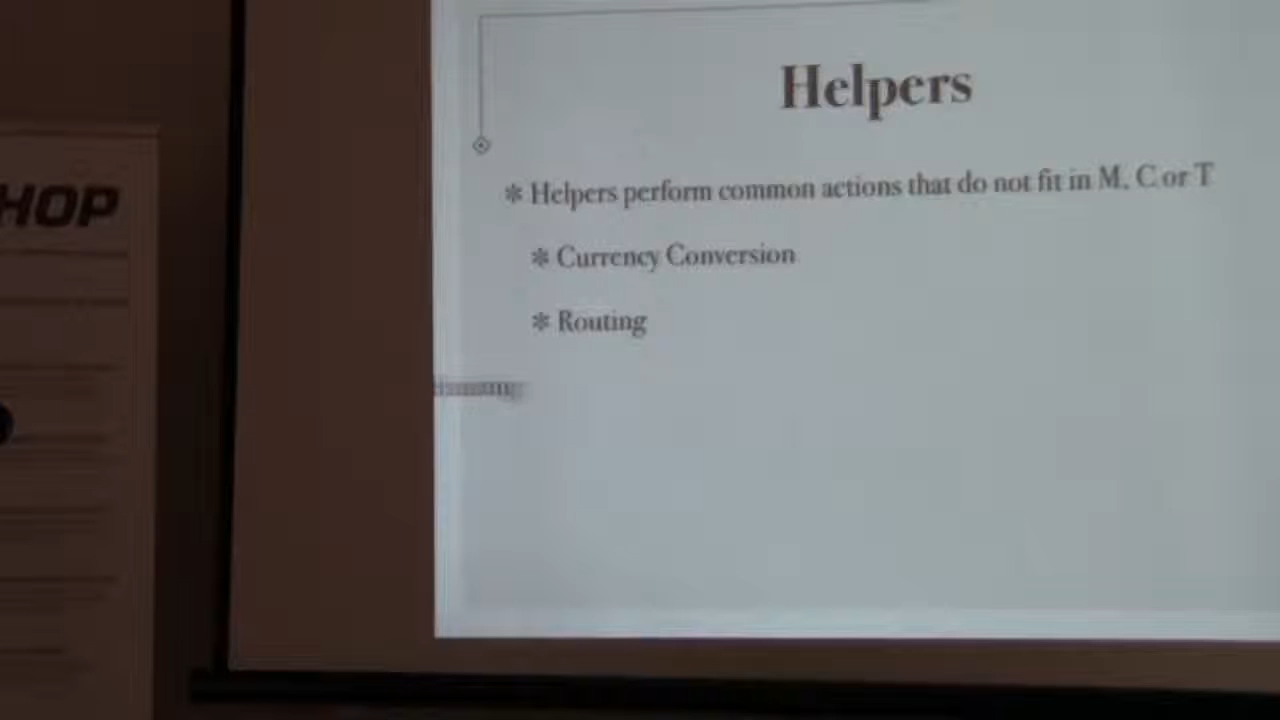 Helpers
* Helpers perform common actions that do not fit in M, C or T
* Currency Conversion
* Routing
HOP